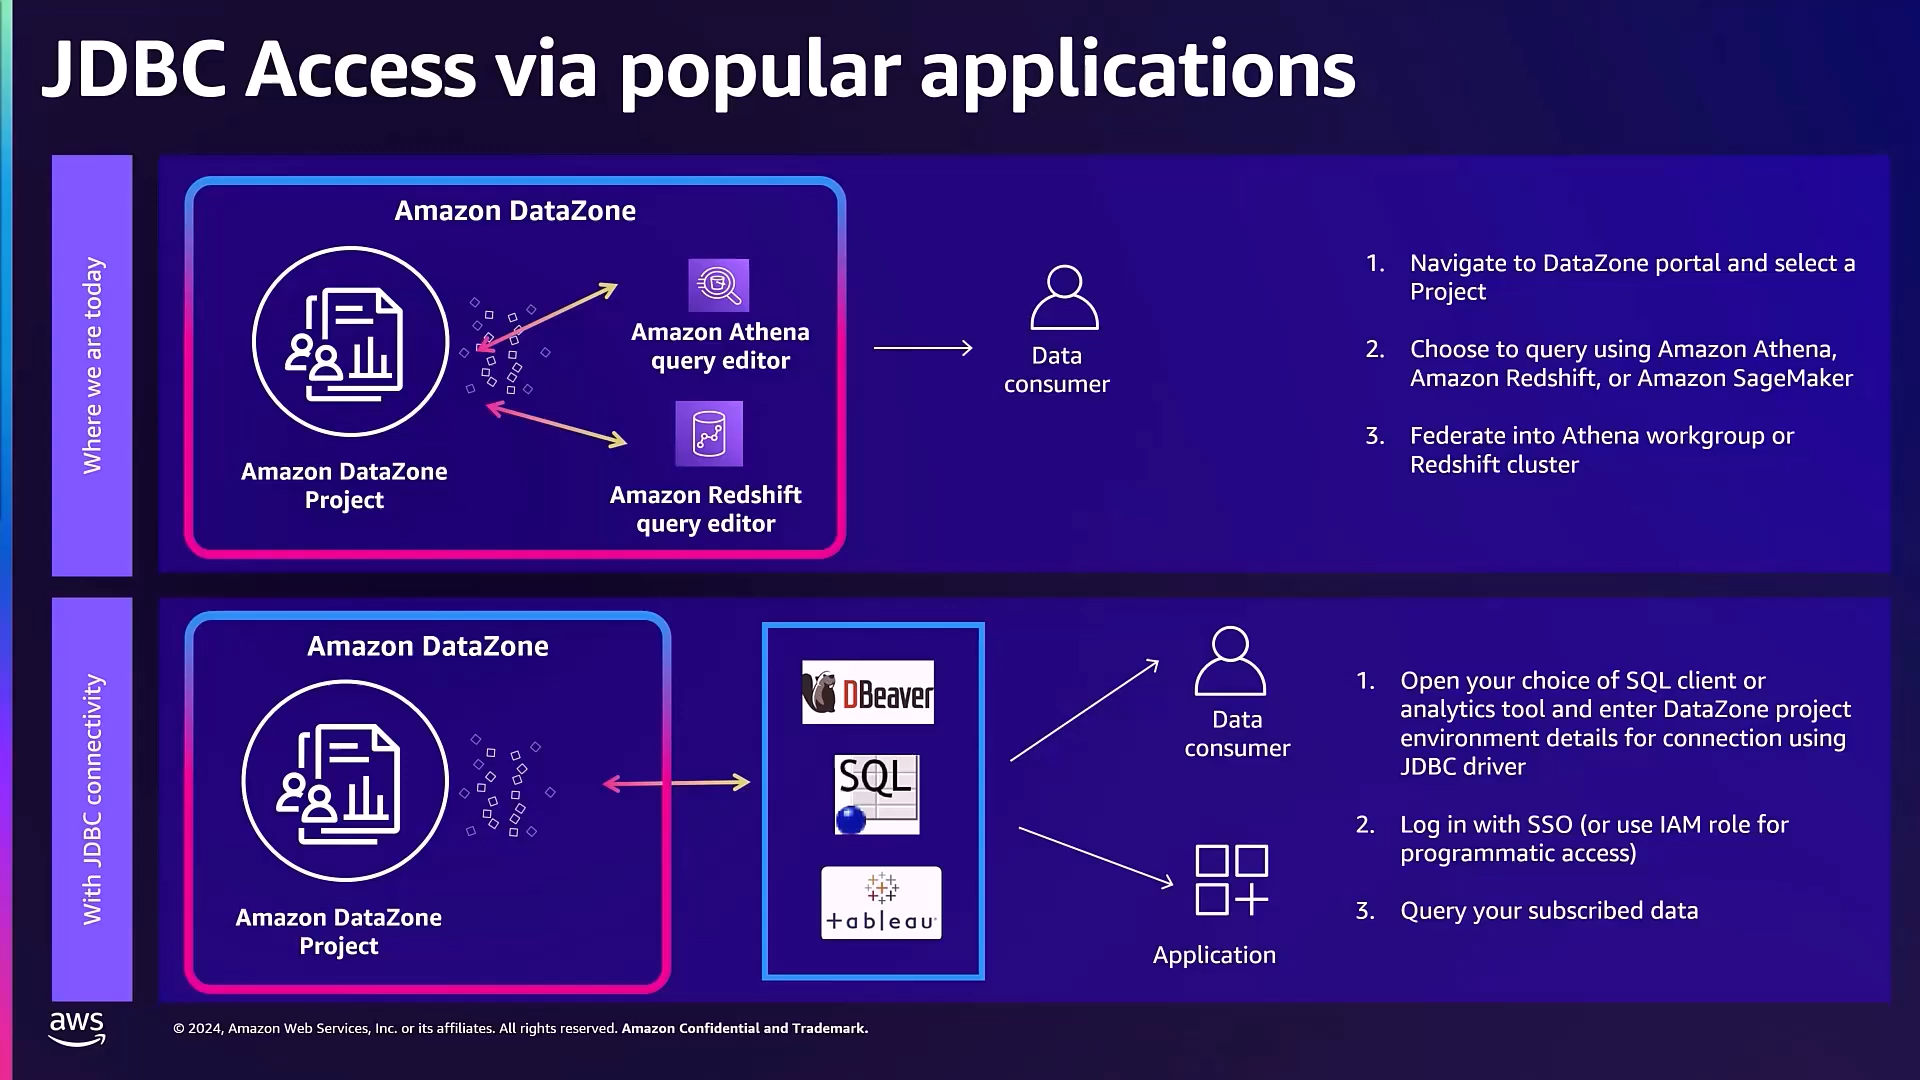 JDBC Access via popular applications
Where we are today
Amazon DataZone
Amazon DataZone
Project
Amazon Athena
query editor
Amazon Redshift
query editor
Data
consumer
1. Navigate to DataZone portal and select a
Project
2. Choose to query using Amazon Athena,
Amazon Redshift, or Amazon SageMaker
3. Federate into Athena workgroup or
Redshift cluster
With JDBC connectivity
Amazon DataZone
Amazon DataZone
Project
DBeaver
SQL
+ableau
Data
consumer
Application
1. Open your choice of SQL client or
analytics tool and enter DataZone project
environment details for connection using
JDBC driver
2. Log in with SSO (or use IAM role for
programmatic access)
3. Query your subscribed data
aws
© 2024, Amazon Web Services, Inc. or its affiliates. All rights reserved. Amazon Confidential and Trademark.